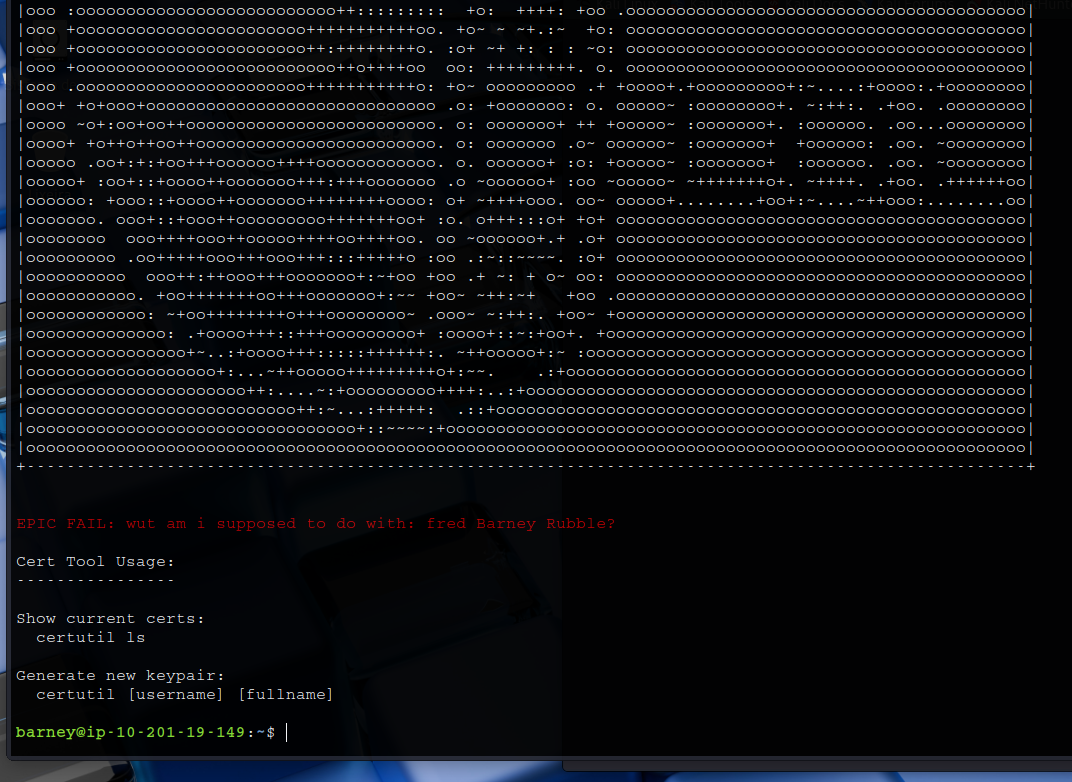 EPIC FAIL: wut am i supposed to do with: fred Barney Rubble?
Cert Tool Usage:
----------------
Show current certs:
certutil ls
Generate new keypair:
certutil [username] [fullname]
barney@ip-10-201-19-149:~$